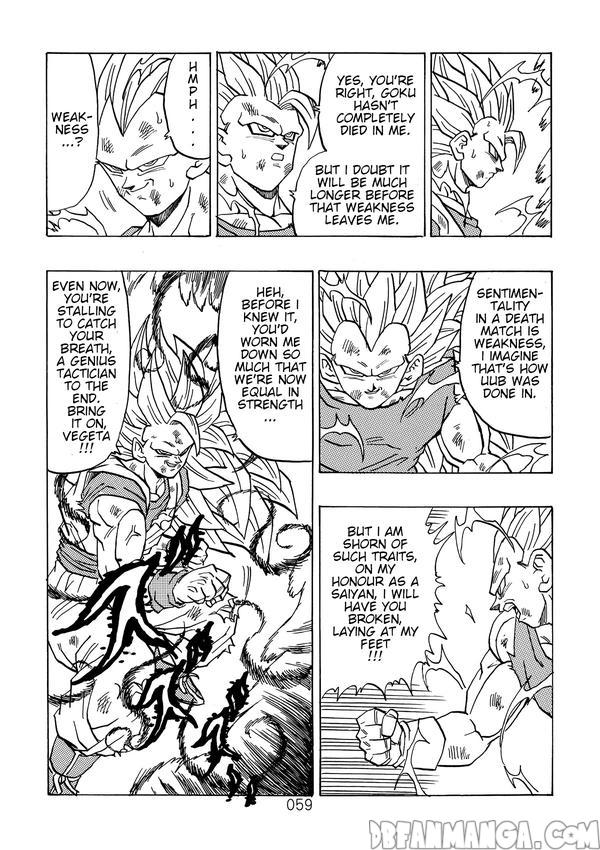 YES, YOU'RE
RIGHT, GOKU
HASN'T
COMPLETELY
DIED IN ME.
BUT I DOUBT IT
WILL BE MUCH
LONGER BEFORE
THAT WEAKNESS
LEAVES ME.
HMPH...
WEAK-
NESS
...?
SENTIMEN-
TALITY
IN A DEATH
MATCH IS
WEAKNESS,
I IMAGINE
THAT'S HOW
UUB WAS
DONE IN.
BUT I AM
SHORN OF
SUCH TRAITS,
ON MY
HONOUR AS A
SAIYAN, I WILL
HAVE YOU
BROKEN,
LAYING AT MY
FEET
!!!
HEH,
BEFORE I
KNEW IT,
YOU'D
WORN ME
DOWN SO
MUCH THAT
WE'RE NOW
EQUAL IN
STRENGTH
...
EVEN NOW,
YOU'RE
STALLING
TO CATCH
YOUR
BREATH,
A GENIUS
TACTICIAN
TO THE
END.
BRING
IT ON,
VEGETA
!!!
059
DBFANMANGA.COM